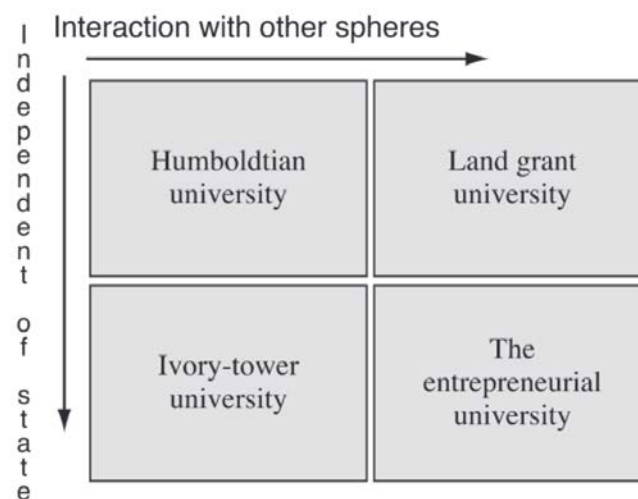 Interaction with other spheres
Independent of state
Humboldtian
university
Land grant
university
Ivory-tower
university
The
entrepreneurial
university